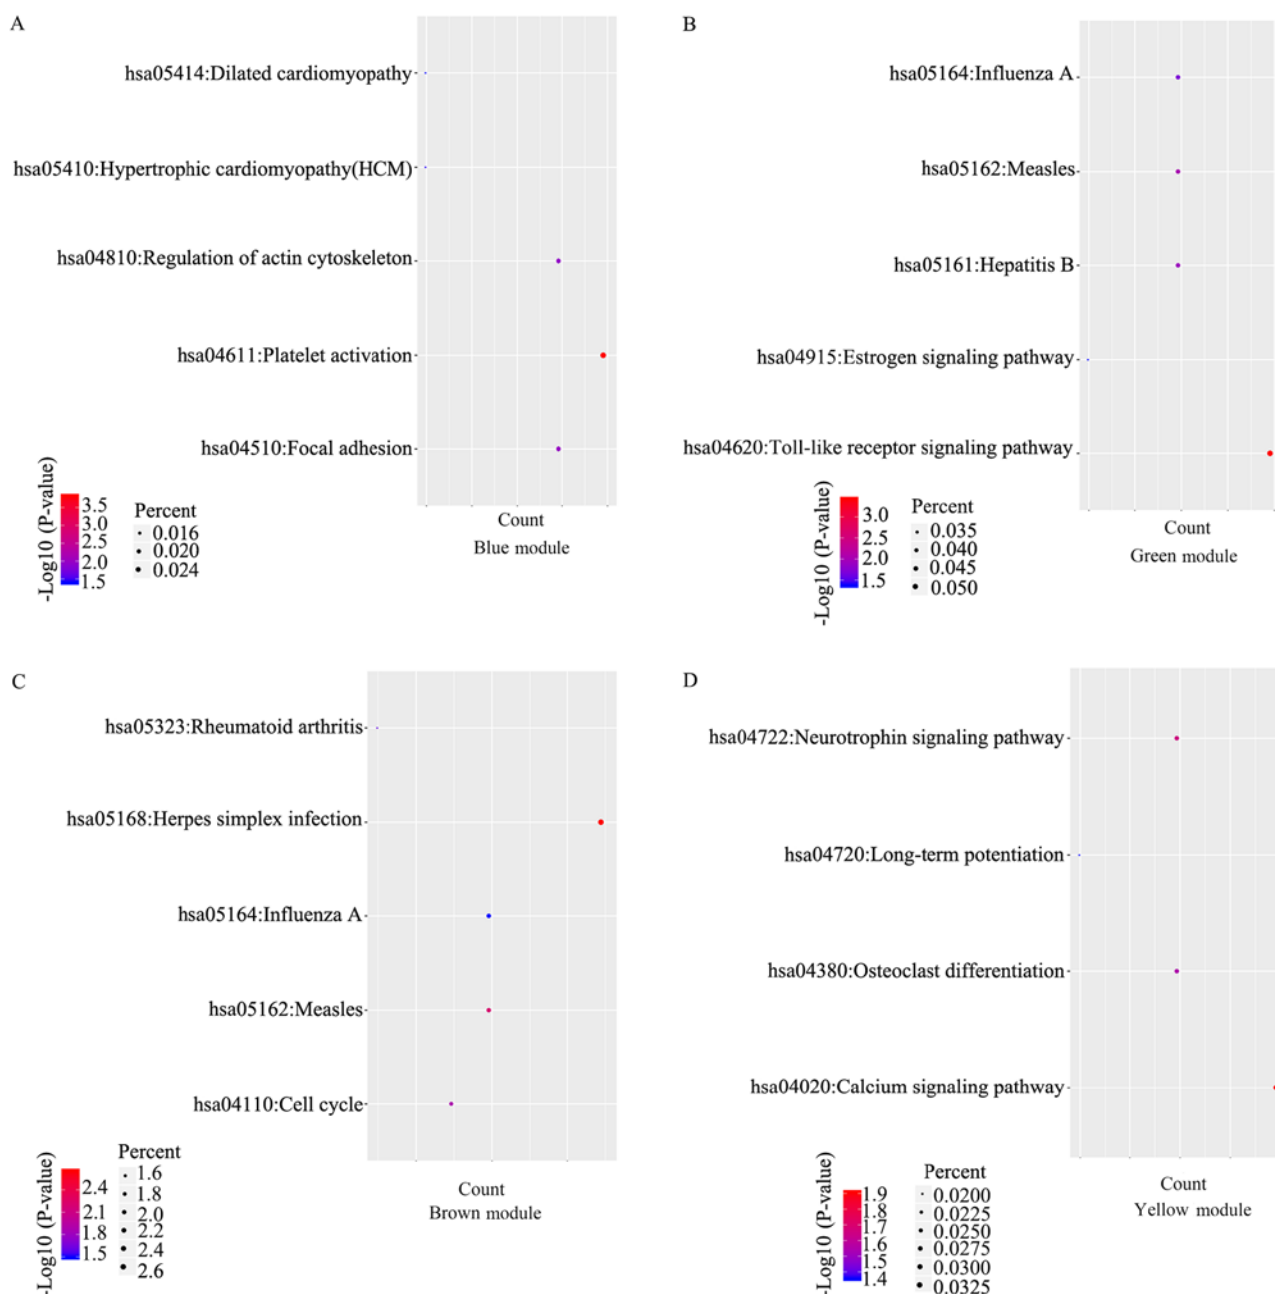 A
hsa05414:Dilated cardiomyopathy
hsa05410:Hypertrophic cardiomyopathy(HCM)
hsa04810:Regulation of actin cytoskeleton
hsa04611:Platelet activation
hsa04510:Focal adhesion
-Log10 (P-value)
3.5
3.0
2.5
2.0
1.5
Percent
0.016
0.020
0.024
Count
Blue module
B
hsa05164:Influenza A
hsa05162:Measles
hsa05161:Hepatitis B
hsa04915:Estrogen signaling pathway
hsa04620:Toll-like receptor signaling pathway
-Log10 (P-value)
3.0
2.5
2.0
1.5
Percent
0.035
0.040
0.045
0.050
Count
Green module
C
hsa05323:Rheumatoid arthritis
hsa05168:Herpes simplex infection
hsa05164:Influenza A
hsa05162:Measles
hsa04110:Cell cycle
-Log10 (P-value)
2.4
2.1
1.8
1.5
Percent
1.6
1.8
2.0
2.2
2.4
2.6
Count
Brown module
D
hsa04722:Neurotrophin signaling pathway
hsa04720:Long-term potentiation
hsa04380:Osteoclast differentiation
hsa04020:Calcium signaling pathway
-Log10 (P-value)
1.9
1.8
1.7
1.6
1.5
1.4
Percent
0.0200
0.0225
0.0250
0.0275
0.0300
0.0325
Count
Yellow module